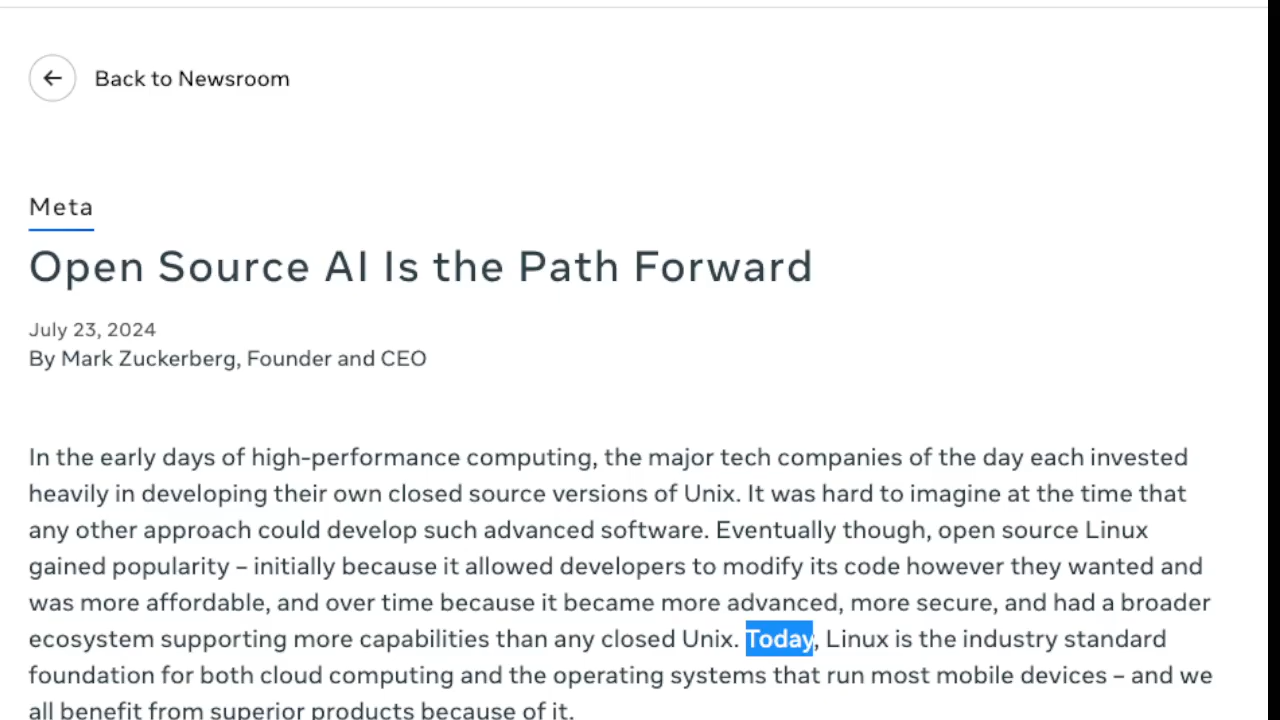 Back to Newsroom
Meta
Open Source AI Is the Path Forward
July 23, 2024
By Mark Zuckerberg, Founder and CEO
In the early days of high-performance computing, the major tech companies of the day each invested
heavily in developing their own closed source versions of Unix. It was hard to imagine at the time that
any other approach could develop such advanced software. Eventually though, open source Linux
gained popularity – initially because it allowed developers to modify its code however they wanted and
was more affordable, and over time because it became more advanced, more secure, and had a broader
ecosystem supporting more capabilities than any closed Unix. Today, Linux is the industry standard
foundation for both cloud computing and the operating systems that run most mobile devices – and we
all benefit from superior products because of it.